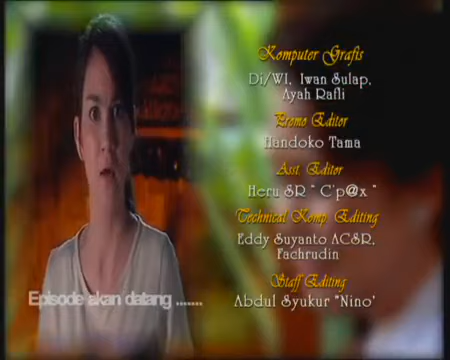 Komputer Grafis
Di/WI, Iwan Sulap,
Ayah Rafli
Promo Editor
Handoko Tama
Asst. Editor
Heru SR " C'p@x "
Technical Komp. Editing
Eddy Suyanto ACSR,
Fachrudin
Staff Editing
Abdul Syukur "Nino'
Episode akan datang .......